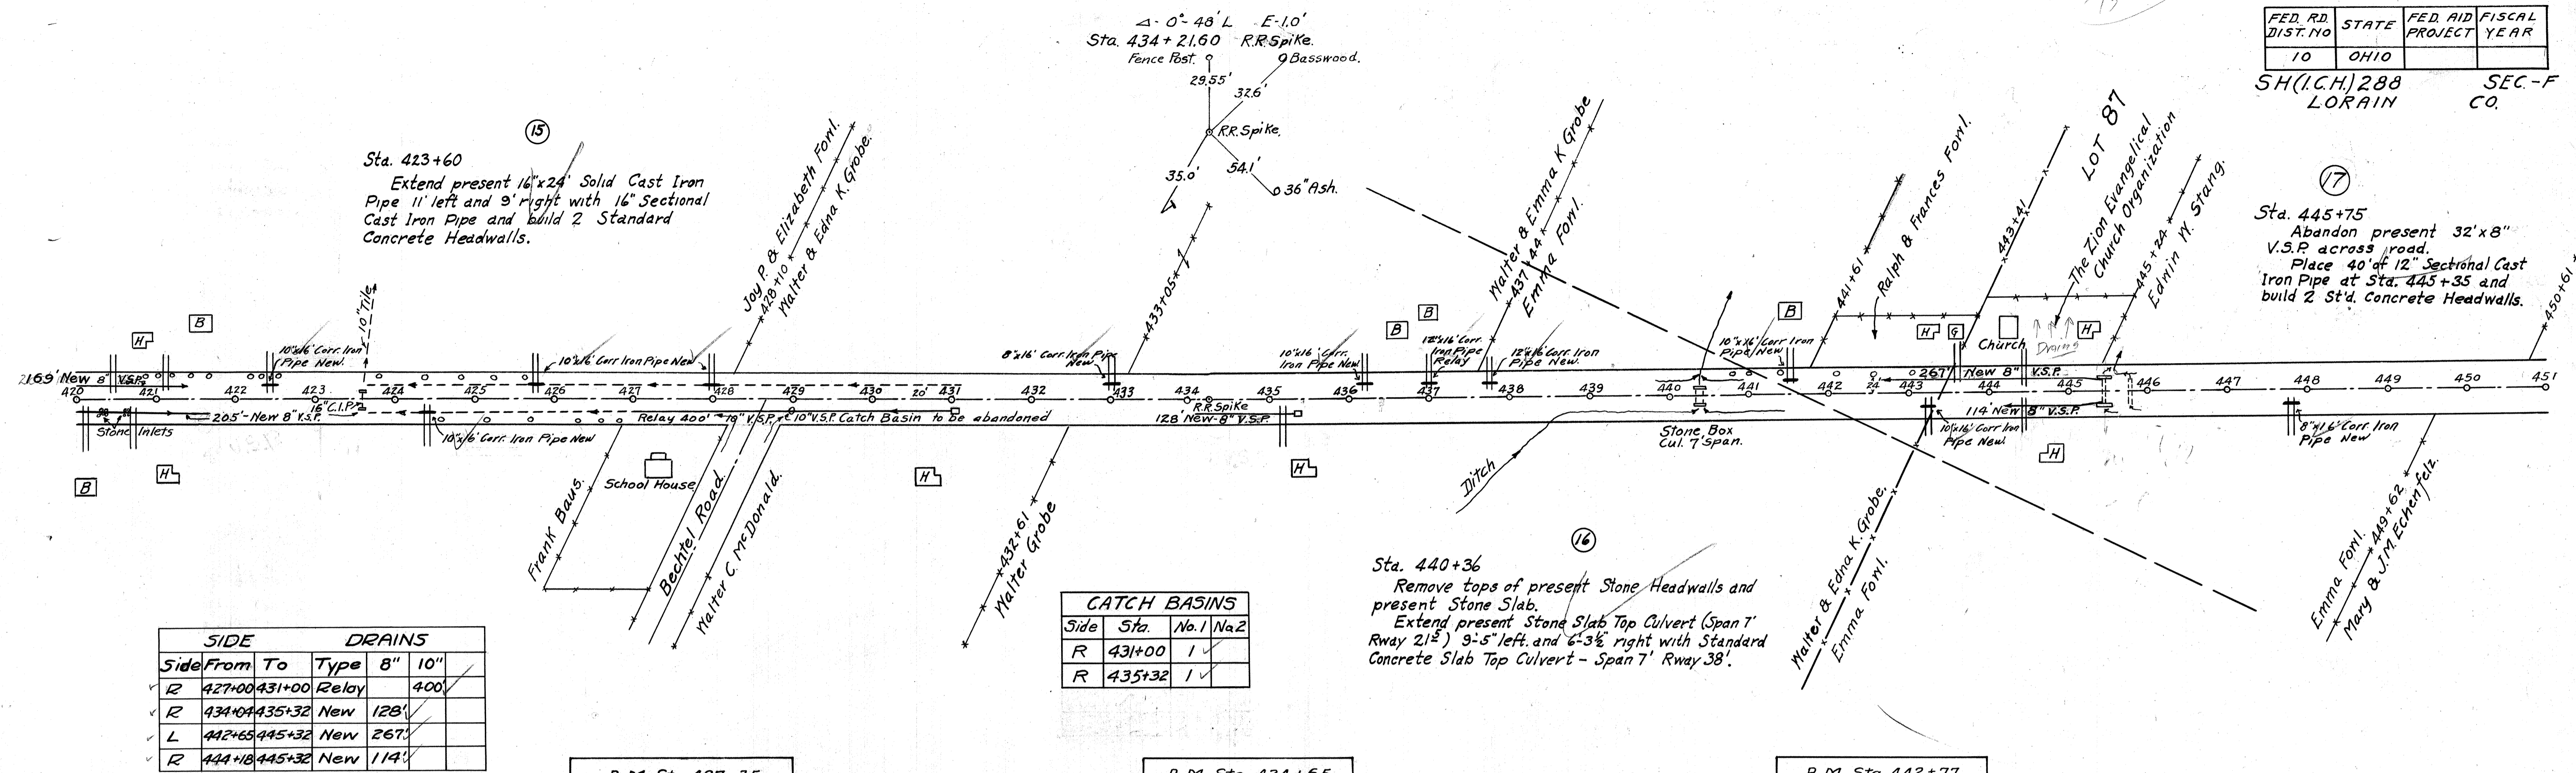 Δ - 0°- 48' L E-1.0'
Sta. 434 + 21.60 R.R.Spike.
Fence Post.
Basswood.
29.55'
32.6'
R.R.Spike.
35.0'
54.1'
36" Ash.
FED. RD. DIST. NO STATE FED. AID PROJECT FISCAL YEAR
10 OHIO
SH(I.C.H.)288 SEC.-F
LORAIN CO.
15
Sta. 423+60
Extend present 16"x24' Solid Cast Iron
Pipe 11' left and 9' right with 16" Sectional
Cast Iron Pipe and build 2 Standard
Concrete Headwalls.
Joy P. & Elizabeth Fowl.
428+10
Walter & Edna K. Grobe.
433+05
Walter & Emma K Grobe
437+44
Emma Fowl.
441+61
Ralph & Frances Fowl.
443+41
LOT 87
The Zion Evangelical
Church Organization
445+24
Edwin W. Stang.
17
Sta. 445+75
Abandon present 32'x8"
V.S.P. across road.
Place 40' of 12" Sectional Cast
Iron Pipe at Sta. 445+35 and
build 2 St'd. Concrete Headwalls.
450+61
10" Tile
B
H
B
B
B
H
G
Church
Drains
H
10"x16' Corr. Iron
Pipe New.
10"x16' Corr Iron Pipe New
8"x16' Corr. Iron Pipe
New
10"x16' Corr.
Iron Pipe New
12"x16' Corr.
Iron Pipe
Relay
12"x16' Corr. Iron
Pipe New.
10"x16' Corr Iron
Pipe New
2169' New 8" V.S.P.
267' New 8" V.S.P.
420 421 422 423 424 425 426 427 428 429 430 20' 431 432 433 434 435 436 437 438 439 440 441 442 24' 443 444 445 446 447 448 449 450 451
R.R.Spike
205'-New 8" V.S.P.
16" C.I.P.
Stone Inlets
10"x16' Corr. Iron Pipe New
Relay 400' - 10" V.S.P.
10" V.S.P. Catch Basin to be abandoned
128' New-8" V.S.P.
Stone Box
Cul. 7' Span.
114' New 8" V.S.P.
10"x16' Corr Iron
Pipe New.
8"x16' Corr Iron
Pipe New
B
H
School House
H
H
H
Ditch
Frank Baus.
Bechtel Road.
Walter C. McDonald.
432+61
Walter Grobe
Walter & Edna K. Grobe.
Emma Fowl.
Emma Fowl.
449+62
Mary & J.M. Echenfelz.
16
Sta. 440+36
Remove tops of present Stone Headwalls and
present Stone Slab.
Extend present Stone Slab Top Culvert (Span 7'
Rway 21.5) 9'-5" left. and 6'-3½" right with Standard
Concrete Slab Top Culvert - Span 7' Rway 38'.
CATCH BASINS
Side Sta. No.1 No.2
R 431+00 1
R 435+32 1
SIDE DRAINS
Side From To Type 8" 10"
R 427+00 431+00 Relay 400'
R 434+04 435+32 New 128'
L 442+65 445+32 New 267'
R 444+18 445+32 New 114'
B.M. Sta. 434+65
B.M. Sta. 442+77